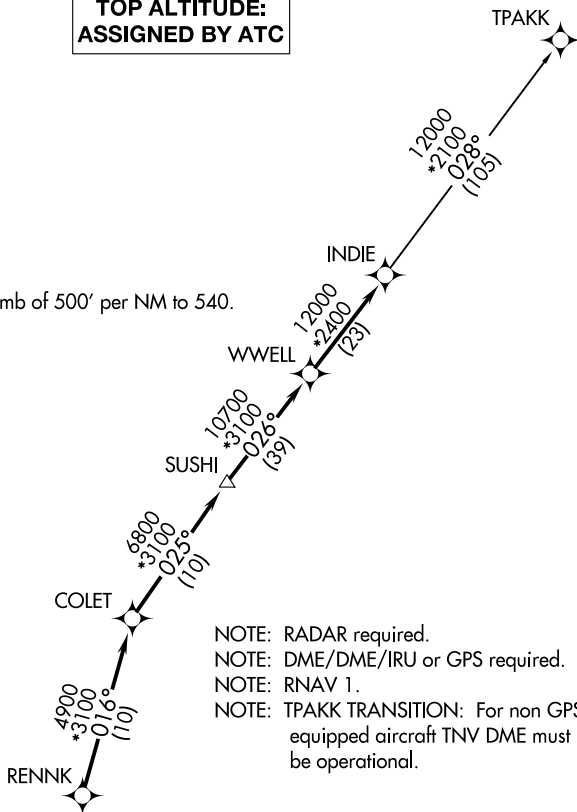 TOP ALTITUDE:
ASSIGNED BY ATC
TPAKK
12000
*2100
028°
(105)
INDIE
mb of 500' per NM to 540.
12000
*2400
(23)
WWELL
10700
*3100
026°
(39)
SUSHI
6800
*3100
025°
(10)
COLET
NOTE: RADAR required.
NOTE: DME/DME/IRU or GPS required.
NOTE: RNAV 1.
NOTE: TPAKK TRANSITION: For non GPS
equipped aircraft TNV DME must
be operational.
4900
*3100
016°
(10)
RENNK